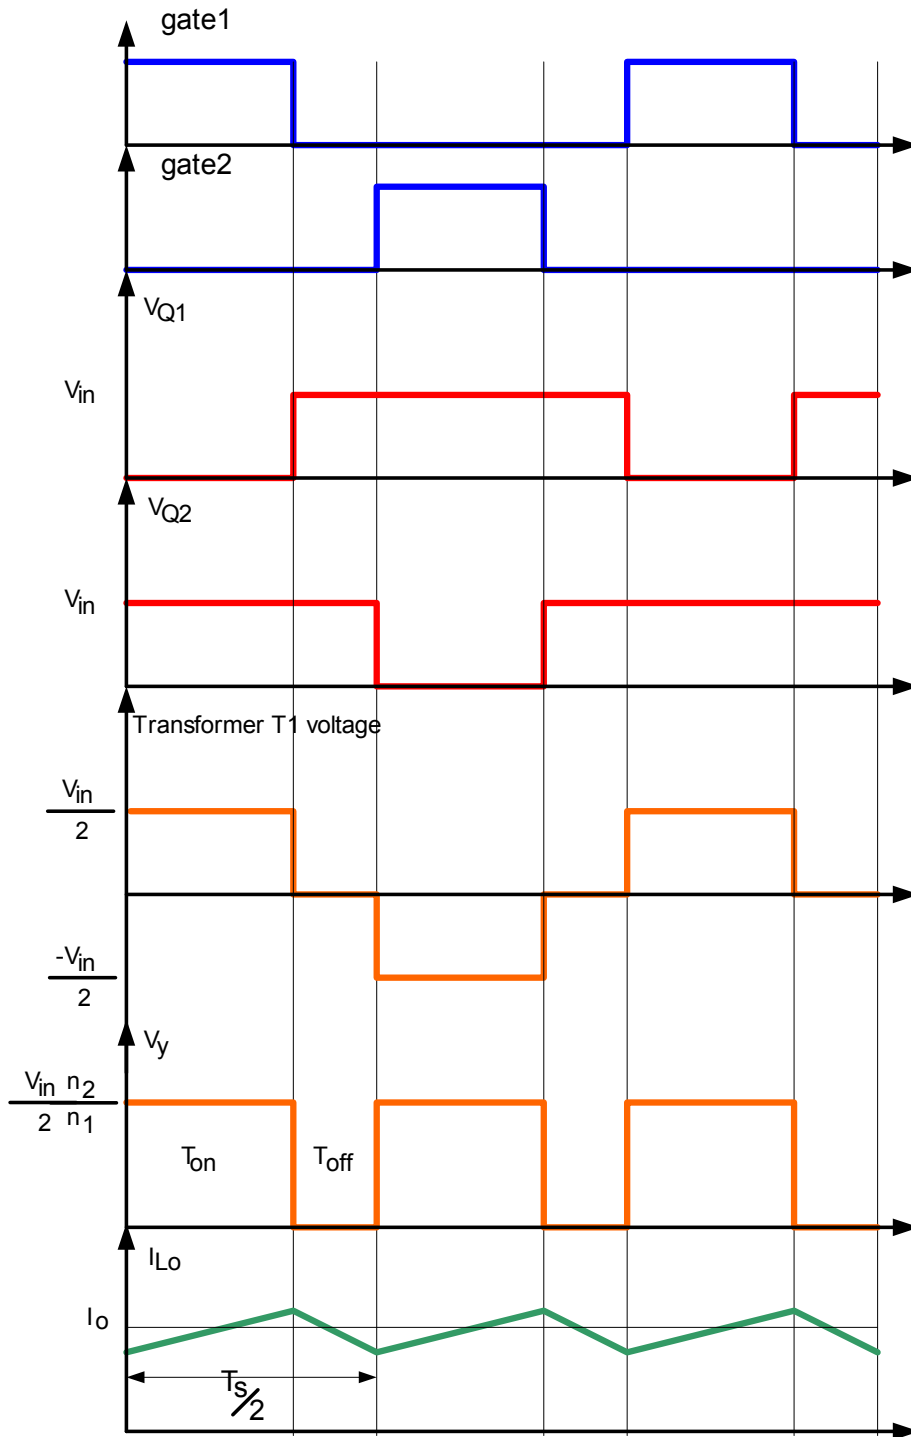 gate1
gate2
VQ1
Vin
VQ2
Vin
Transformer T1 voltage
Vin
2
-Vin
2
Vy
Vin n2
2 n1
Ton Toff
ILo
Io
Ts/2